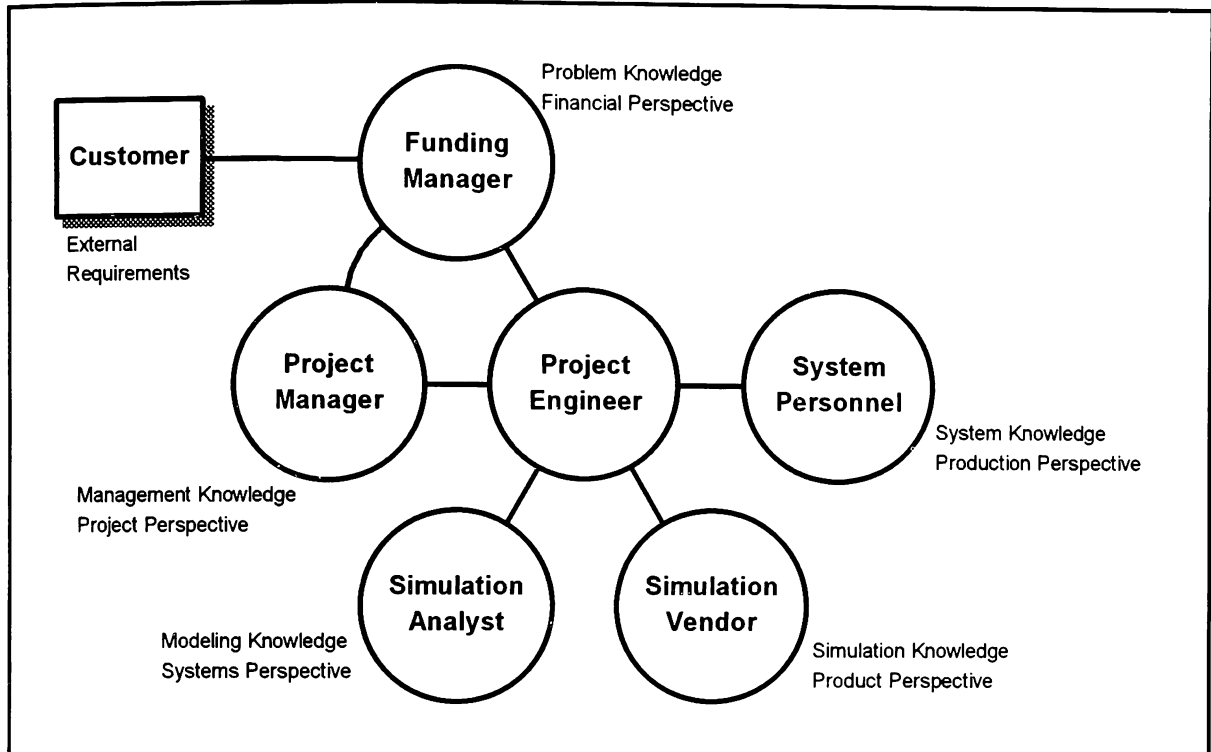 Problem Knowledge
Financial Perspective
Customer
Funding
Manager
External
Requirements
Project
Manager
Project
Engineer
System
Personnel
System Knowledge
Production Perspective
Management Knowledge
Project Perspective
Simulation
Analyst
Simulation
Vendor
Modeling Knowledge
Systems Perspective
Simulation Knowledge
Product Perspective